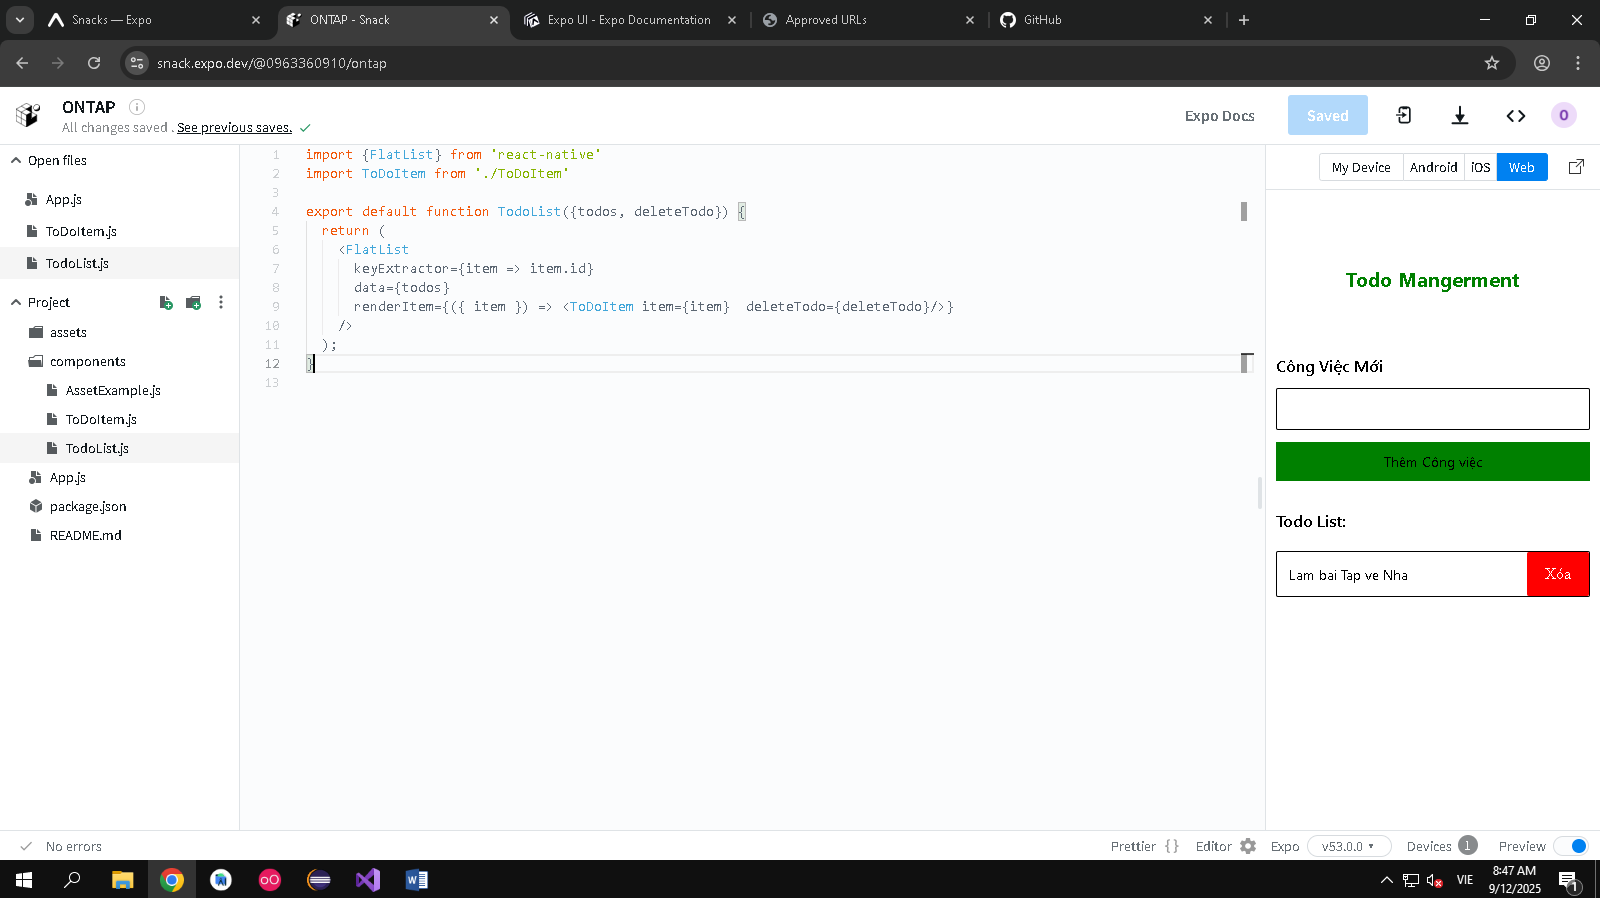 Snacks — Expo
ONTAP - Snack
Expo UI - Expo Documentation
Approved URLs
GitHub
snack.expo.dev/@0963360910/ontap
ONTAP
All changes saved . See previous saves.
Expo Docs
Saved
O
Open files
App.js
ToDoItem.js
TodoList.js
Project
assets
components
AssetExample.js
ToDoItem.js
TodoList.js
App.js
package.json
README.md
1 import {FlatList} from 'react-native'
2 import ToDoItem from './ToDoItem'
3
4 export default function TodoList({todos, deleteTodo}) {
5 return (
6 <FlatList
7 keyExtractor={item => item.id}
8 data={todos}
9 renderItem={({ item }) => <ToDoItem item={item}  deleteTodo={deleteTodo}/>}
10 />
11 );
12 }
13
My Device Android iOS Web
Todo Mangerment
Công Việc Mới
Thêm Công việc
Todo List:
Lam bai Tap ve Nha
Xóa
No errors
Prettier {} Editor Expo v53.0.0 Devices 1 Preview
VIE
8:47 AM
9/12/2025
1